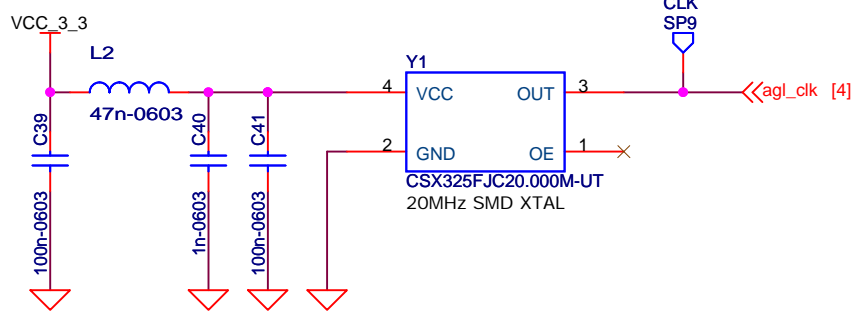 CLK
SP9
VCC_3_3
L2
47n-0603
Y1
4
VCC
OUT
3
agl_clk [4]
C39
C40
C41
2
GND
OE
1
CSX325FJC20.000M-UT
20MHz SMD XTAL
100n-0603
1n-0603
100n-0603